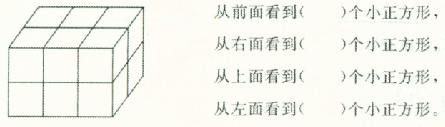 从前面看到(    )个小正方形，
从右面看到(    )个小正方形，
从上面看到(    )个小正方形，
从左面看到(    )个小正方形。